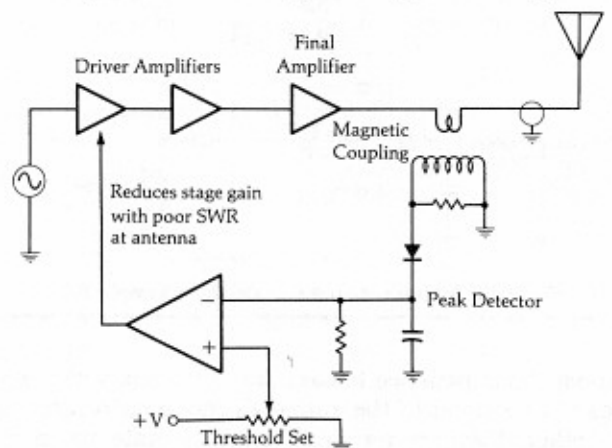 Driver Amplifiers
Final
Amplifier
Magnetic
Coupling
Reduces stage gain
with poor SWR
at antenna
−
+
Peak Detector
+V
Threshold Set